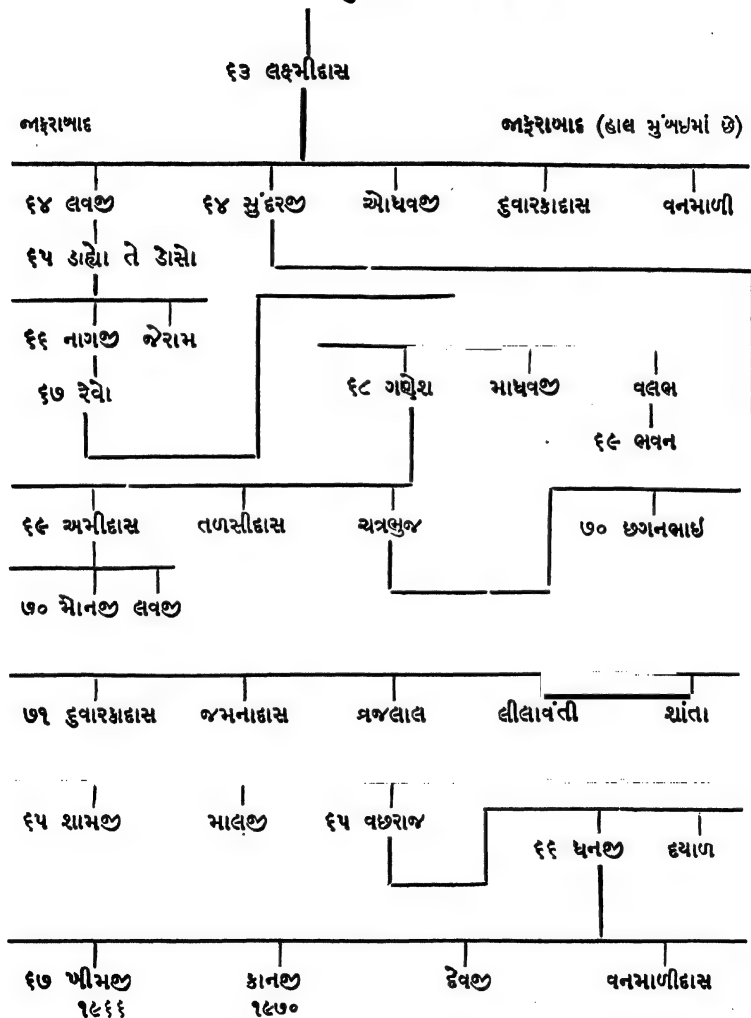 ૬૩ લક્ષ્મીદાસ
જાફરાબાદ જાફરાબાદ (હાલ મુંબઇમાં છે)
૬૪ લવજી ૬૪ સુંદરજી ઓધવજી દુવારકાદાસ વનમાળી
૬૫ ડાહ્યો તે ડોસો
૬૬ નાગજી જેરામ
૬૭ રેવો ૬૮ ગણેશ માધવજી વલભ
૬૯ ભવન
૬૯ અમીદાસ તળસીદાસ ચત્રભુજ ૭૦ છગનભાઈ
૭૦ મોનજી લવજી
૭૧ દુવારકાદાસ જમનાદાસ વ્રજલાલ લીલાવંતી શાંતા
૬૫ શામજી માલજી ૬૫ વછરાજ
૬૬ ધનજી દયાળ
૬૭ ખીમજી કાનજી દેવજી વનમાળીદાસ
૧૯૬૬ ૧૯૭૦